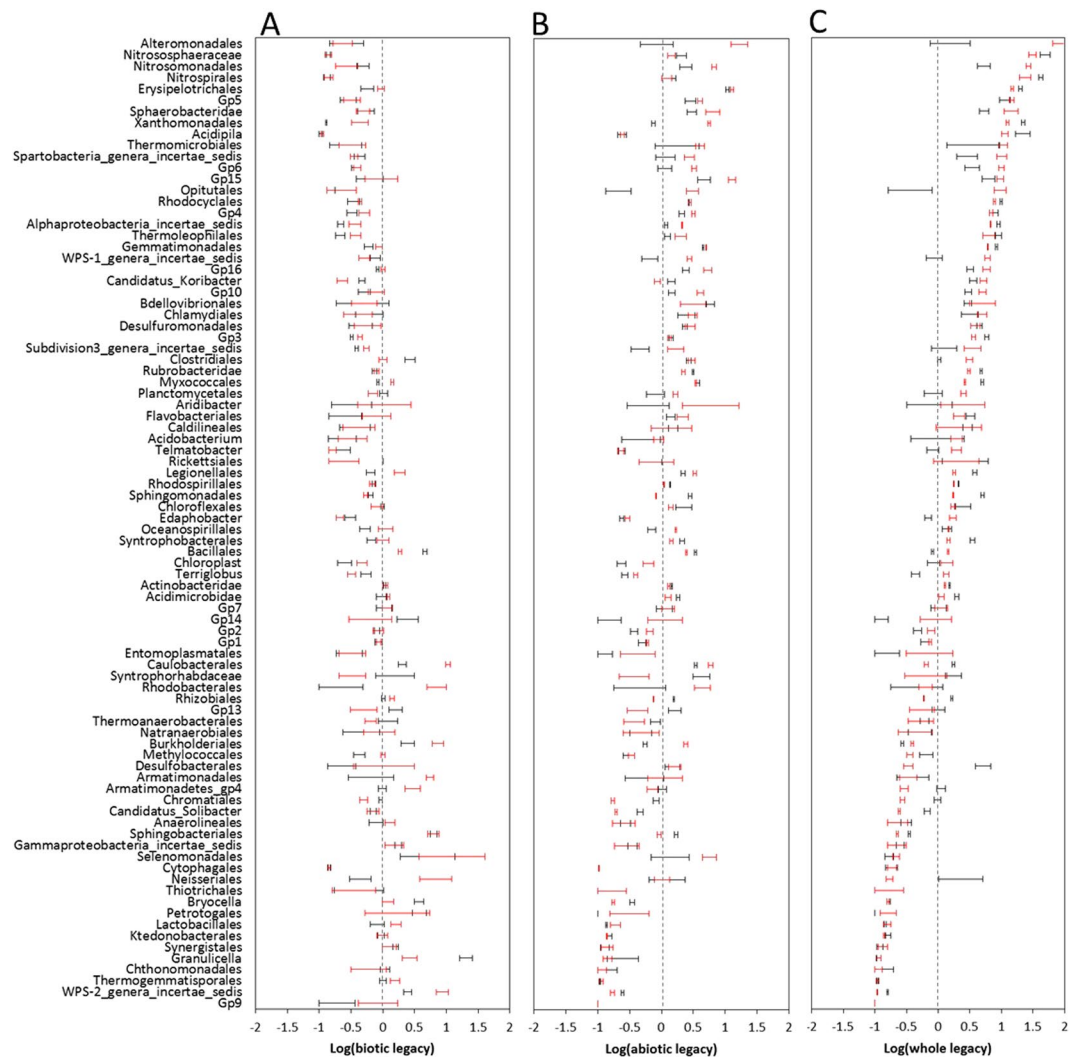 A B C
Alteromonadales
Nitrososphaeraceae
Nitrosomonadales
Nitrospirales
Erysipelotrichales
Gp5
Sphaerobacteridae
Xanthomonadales
Acidipila
Thermomicrobiales
Spartobacteria_genera_incertae_sedis
Gp6
Gp15
Opitutales
Rhodocyclales
Gp4
Alphaproteobacteria_incertae_sedis
Thermoleophilales
Gemmatimonadales
WPS-1_genera_incertae_sedis
Gp16
Candidatus_Koribacter
Gp10
Bdellovibrionales
Chlamydiales
Desulfuromonadales
Gp3
Subdivision3_genera_incertae_sedis
Clostridiales
Rubrobacteridae
Myxococcales
Planctomycetales
Aridibacter
Flavobacteriales
Caldilineales
Acidobacterium
Telmatobacter
Rickettsiales
Legionellales
Rhodospirillales
Sphingomonadales
Chloroflexales
Edaphobacter
Oceanospirillales
Syntrophobacterales
Bacillales
Chloroplast
Terriglobus
Actinobacteridae
Acidimicrobidae
Gp7
Gp14
Gp2
Gp1
Entomoplasmatales
Caulobacterales
Syntrophorhabdaceae
Rhodobacterales
Rhizobiales
Gp13
Thermoanaerobacterales
Natranaerobiales
Burkholderiales
Methylococcales
Desulfobacterales
Armatimonadales
Armatimonadetes_gp4
Chromatiales
Candidatus_Solibacter
Anaerolineales
Sphingobacteriales
Gammaproteobacteria_incertae_sedis
Selenomonadales
Cytophagales
Neisseriales
Thiotrichales
Bryocella
Petrotogales
Lactobacillales
Ktedonobacterales
Synergistales
Granulicella
Chthonomonadales
Thermogemmatisporales
WPS-2_genera_incertae_sedis
Gp9
-2 -1.5 -1 -0.5 0 0.5 1 1.5 2 -2 -1.5 -1 -0.5 0 0.5 1 1.5 2 -2 -1.5 -1 -0.5 0 0.5 1 1.5 2
Log(biotic legacy) Log(abiotic legacy) Log(whole legacy)